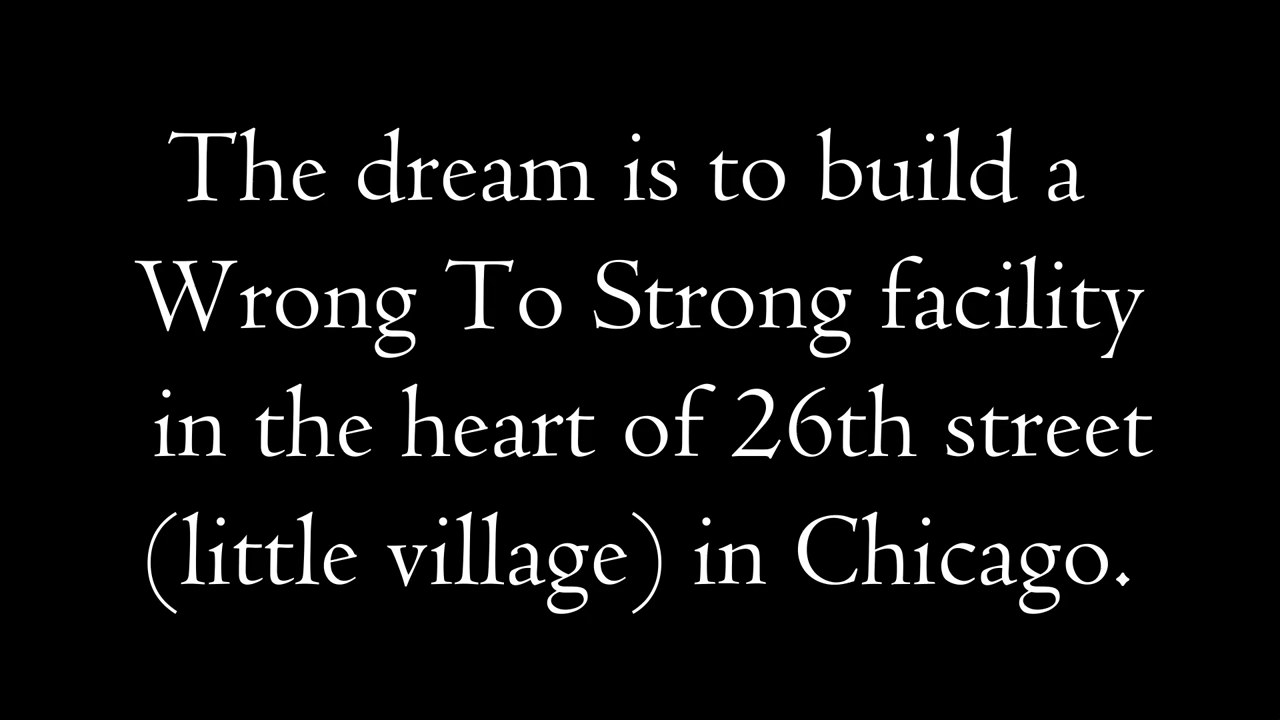 The dream is to build a
Wrong To Strong facility
in the heart of 26th street
(little village) in Chicago.